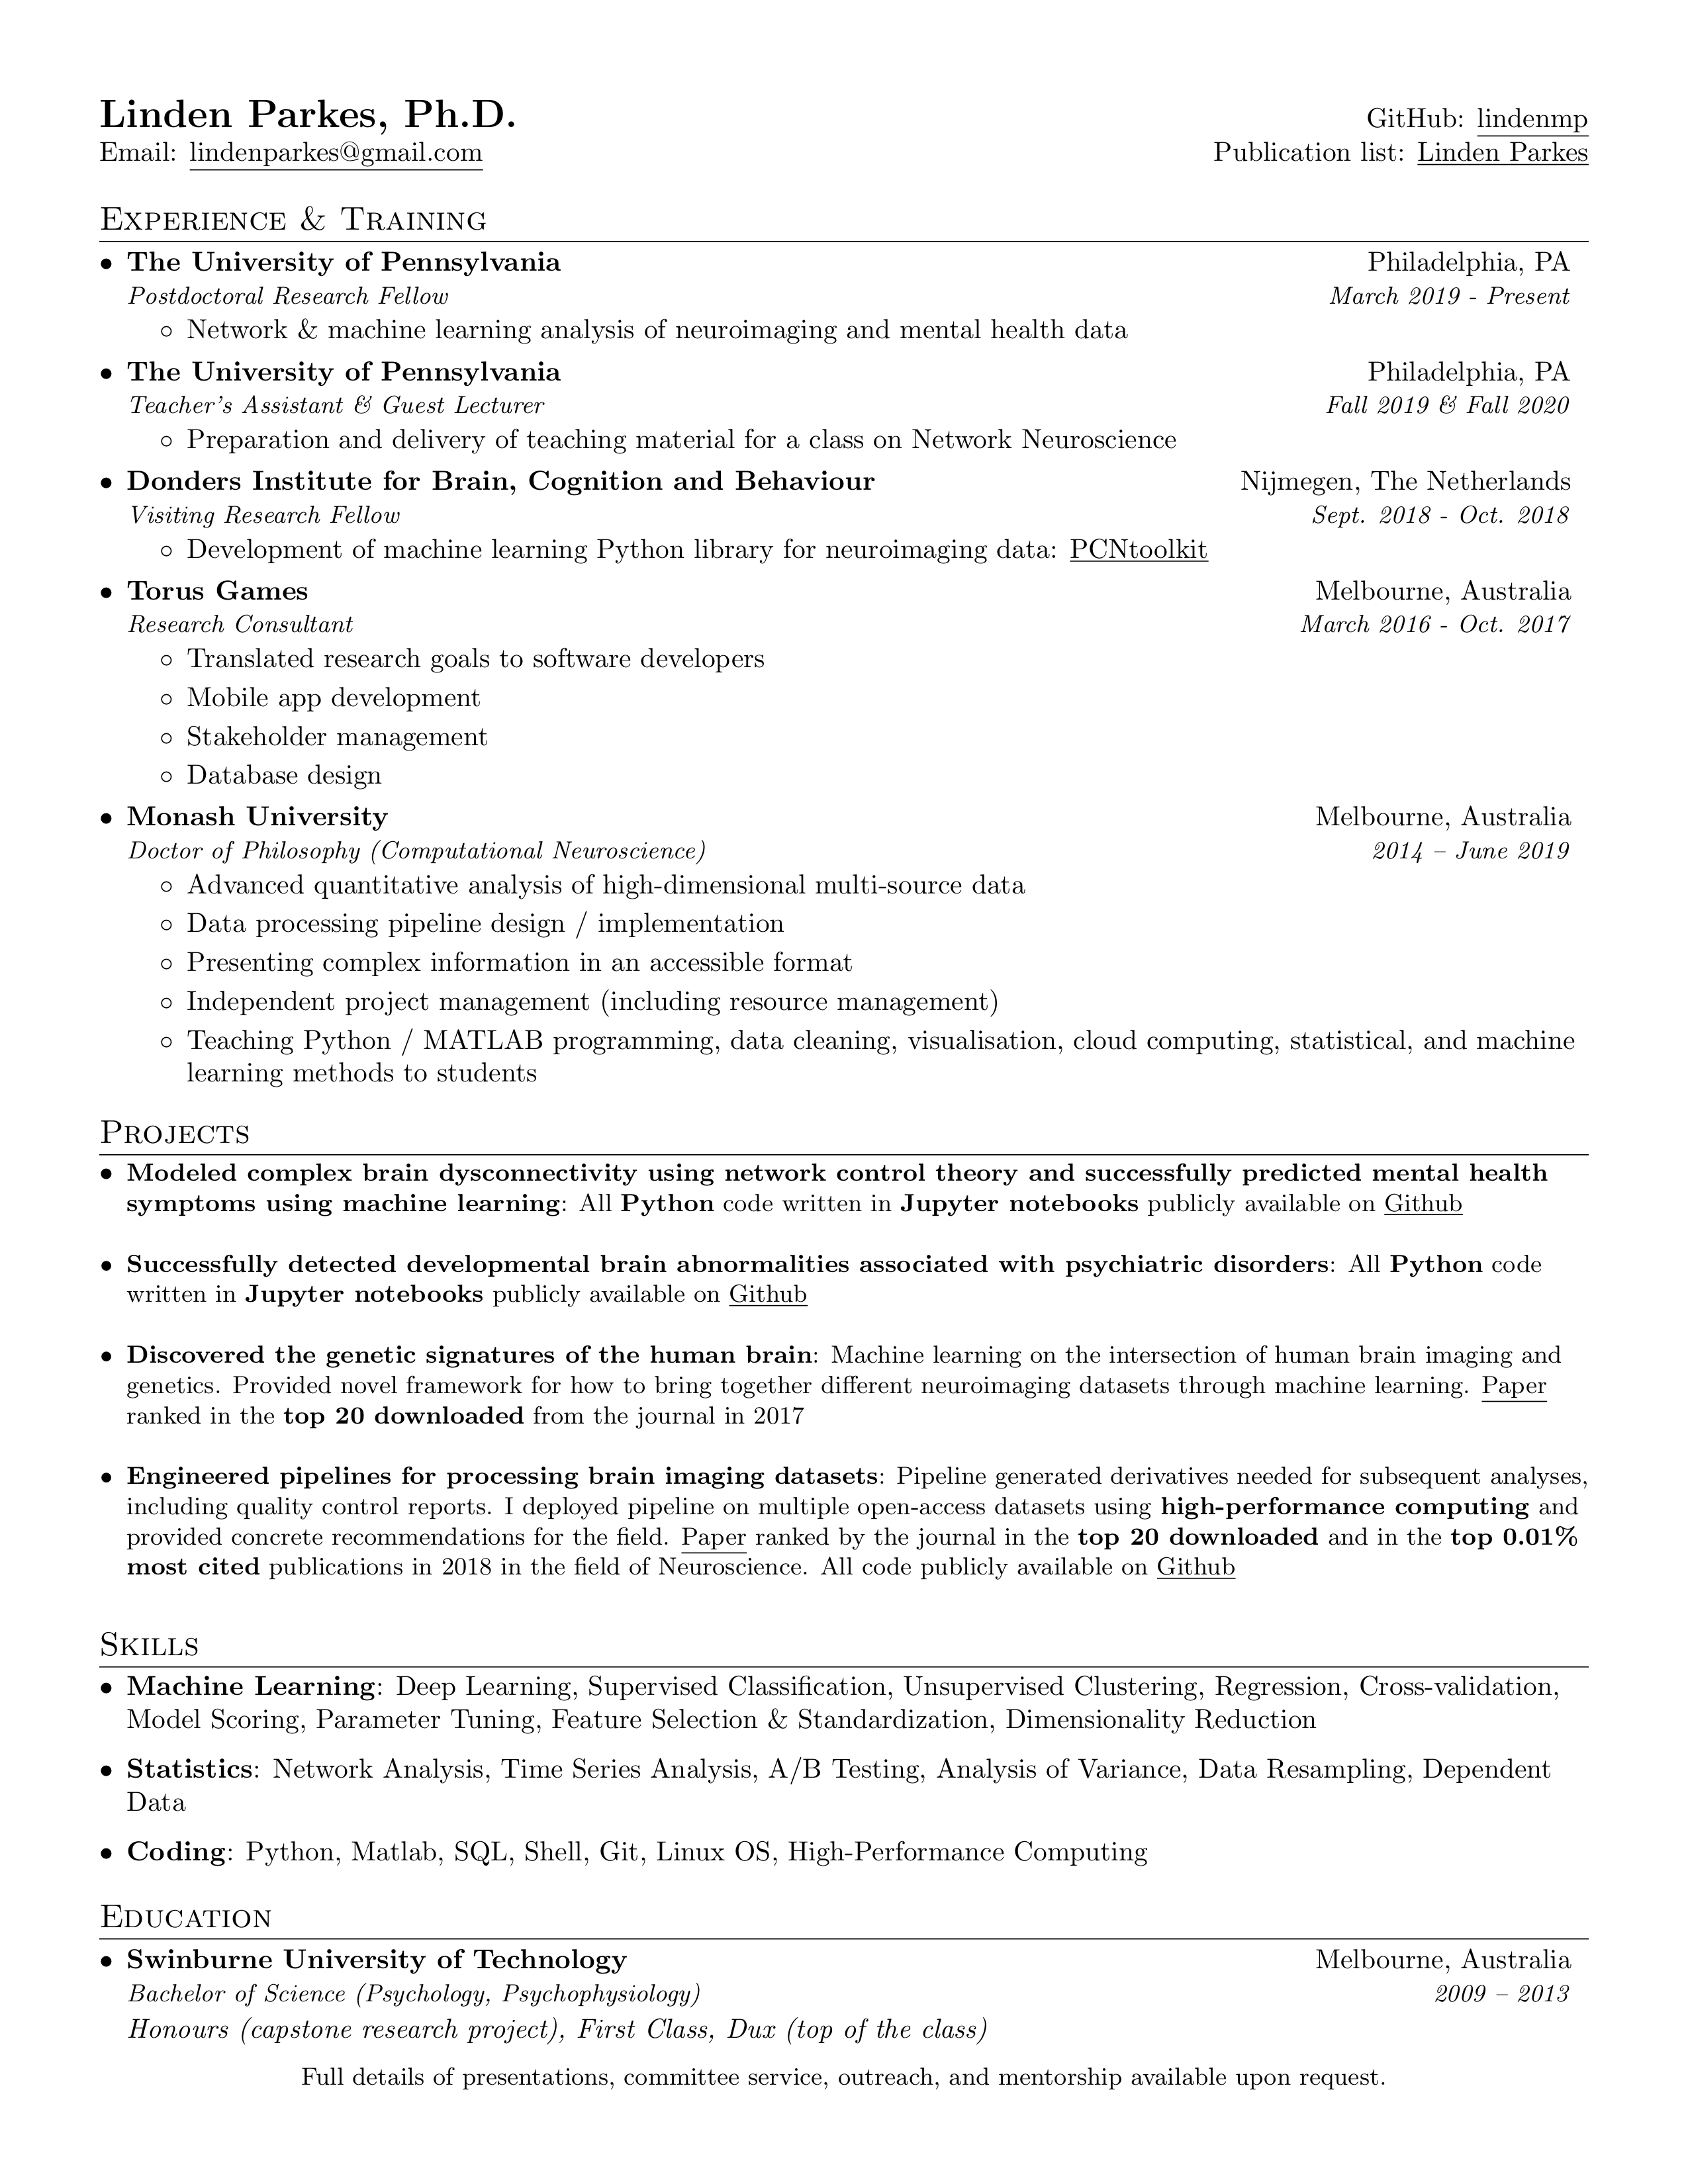 Linden Parkes, Ph.D.
GitHub: lindenmp
Email: lindenparkes@gmail.com
Publication list: Linden Parkes
Experience & Training
• The University of Pennsylvania Philadelphia, PA
Postdoctoral Research Fellow March 2019 - Present
◦ Network & machine learning analysis of neuroimaging and mental health data
• The University of Pennsylvania Philadelphia, PA
Teacher's Assistant & Guest Lecturer Fall 2019 & Fall 2020
◦ Preparation and delivery of teaching material for a class on Network Neuroscience
• Donders Institute for Brain, Cognition and Behaviour Nijmegen, The Netherlands
Visiting Research Fellow Sept. 2018 - Oct. 2018
◦ Development of machine learning Python library for neuroimaging data: PCNtoolkit
• Torus Games Melbourne, Australia
Research Consultant March 2016 - Oct. 2017
◦ Translated research goals to software developers
◦ Mobile app development
◦ Stakeholder management
◦ Database design
• Monash University Melbourne, Australia
Doctor of Philosophy (Computational Neuroscience) 2014 – June 2019
◦ Advanced quantitative analysis of high-dimensional multi-source data
◦ Data processing pipeline design / implementation
◦ Presenting complex information in an accessible format
◦ Independent project management (including resource management)
◦ Teaching Python / MATLAB programming, data cleaning, visualisation, cloud computing, statistical, and machine
learning methods to students
Projects
• Modeled complex brain dysconnectivity using network control theory and successfully predicted mental health
symptoms using machine learning: All Python code written in Jupyter notebooks publicly available on Github
• Successfully detected developmental brain abnormalities associated with psychiatric disorders: All Python code
written in Jupyter notebooks publicly available on Github
• Discovered the genetic signatures of the human brain: Machine learning on the intersection of human brain imaging and
genetics. Provided novel framework for how to bring together different neuroimaging datasets through machine learning. Paper
ranked in the top 20 downloaded from the journal in 2017
• Engineered pipelines for processing brain imaging datasets: Pipeline generated derivatives needed for subsequent analyses,
including quality control reports. I deployed pipeline on multiple open-access datasets using high-performance computing and
provided concrete recommendations for the field. Paper ranked by the journal in the top 20 downloaded and in the top 0.01%
most cited publications in 2018 in the field of Neuroscience. All code publicly available on Github
Skills
• Machine Learning: Deep Learning, Supervised Classification, Unsupervised Clustering, Regression, Cross-validation,
Model Scoring, Parameter Tuning, Feature Selection & Standardization, Dimensionality Reduction
• Statistics: Network Analysis, Time Series Analysis, A/B Testing, Analysis of Variance, Data Resampling, Dependent
Data
• Coding: Python, Matlab, SQL, Shell, Git, Linux OS, High-Performance Computing
Education
• Swinburne University of Technology Melbourne, Australia
Bachelor of Science (Psychology, Psychophysiology) 2009 – 2013
Honours (capstone research project), First Class, Dux (top of the class)
Full details of presentations, committee service, outreach, and mentorship available upon request.